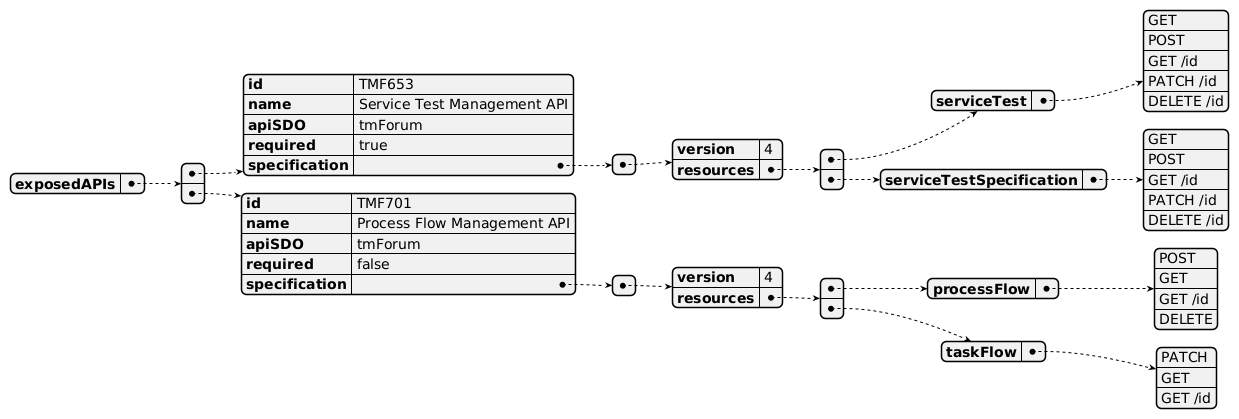 exposedAPIs
id TMF653
name Service Test Management API
apiSDO tmForum
required true
specification
version 4
resources
serviceTest
GET
POST
GET /id
PATCH /id
DELETE /id
serviceTestSpecification
GET
POST
GET /id
PATCH /id
DELETE /id
id TMF701
name Process Flow Management API
apiSDO tmForum
required false
specification
version 4
resources
processFlow
POST
GET
GET /id
DELETE
taskFlow
PATCH
GET
GET /id